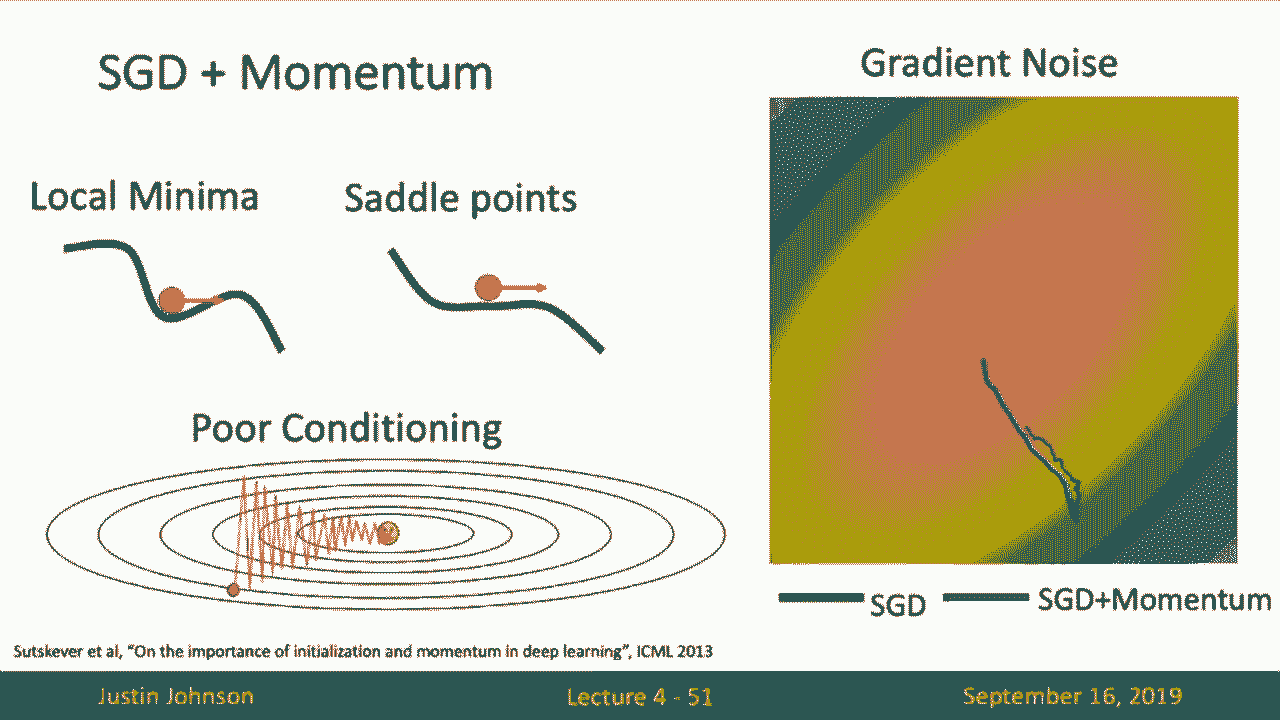 SGD + Momentum
Gradient Noise
Local Minima
Saddle points
Poor Conditioning
SGD
SGD+Momentum
Sutskever et al, “On the importance of initialization and momentum in deep learning”, ICML 2013
Justin Johnson
Lecture 4 - 51
September 16, 2019